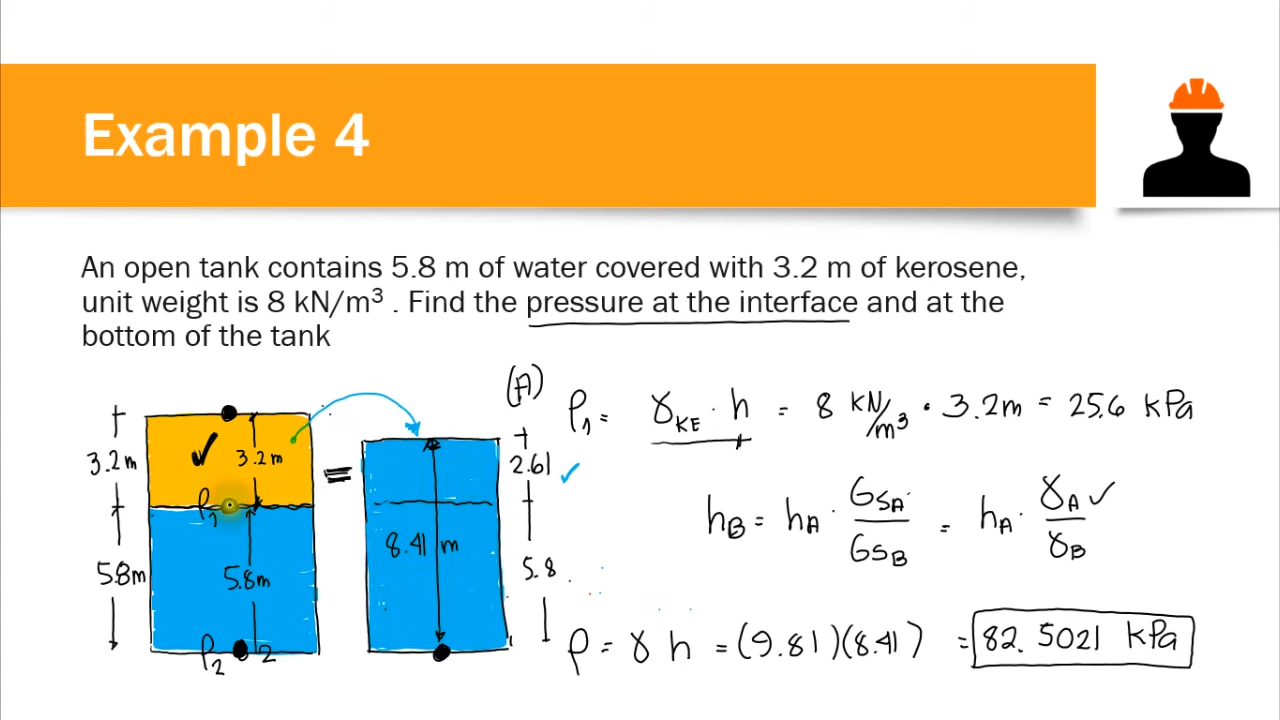 Example 4
An open tank contains 5.8 m of water covered with 3.2 m of kerosene,
unit weight is 8 kN/m³ . Find the pressure at the interface and at the
bottom of the tank
(A)
P₁ = γKE · h = 8 kN/m³ · 3.2m = 25.6 kPa
3.2m
3.2m
=
2.61
P₁
hB = hA · GSA/GSB = hA · γA/γB
8.41 m
5.8m
5.8m
5.8
P₂
2
P = γ h = (9.81)(8.41) = 82.5021 kPa